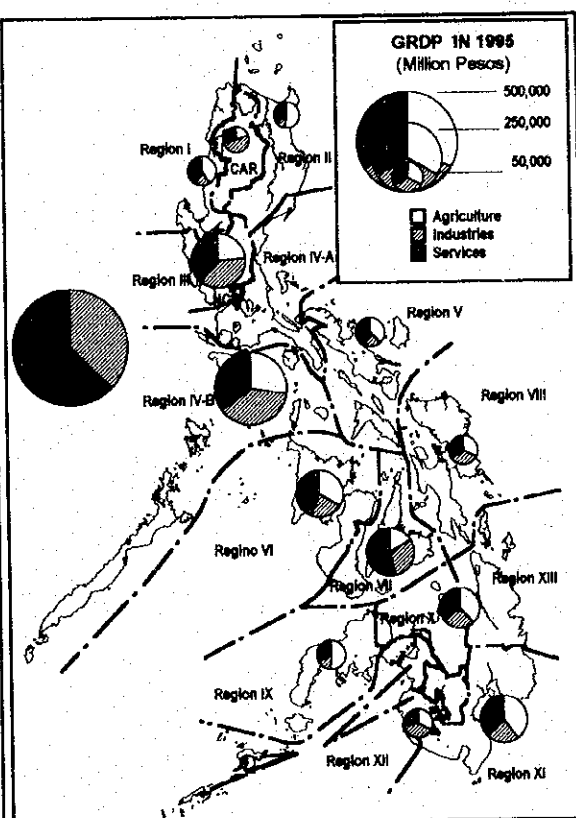 GRDP IN 1995
(Million Pesos)
500,000
250,000
50,000
Agriculture
Industries
Services
Region I
CAR
Region II
Region IV-A
Region III
NCR
Region V
Region IV-B
Region VIII
Regino VI
Region VII
Region XIII
Region X
Region IX
Region XII
Region XI